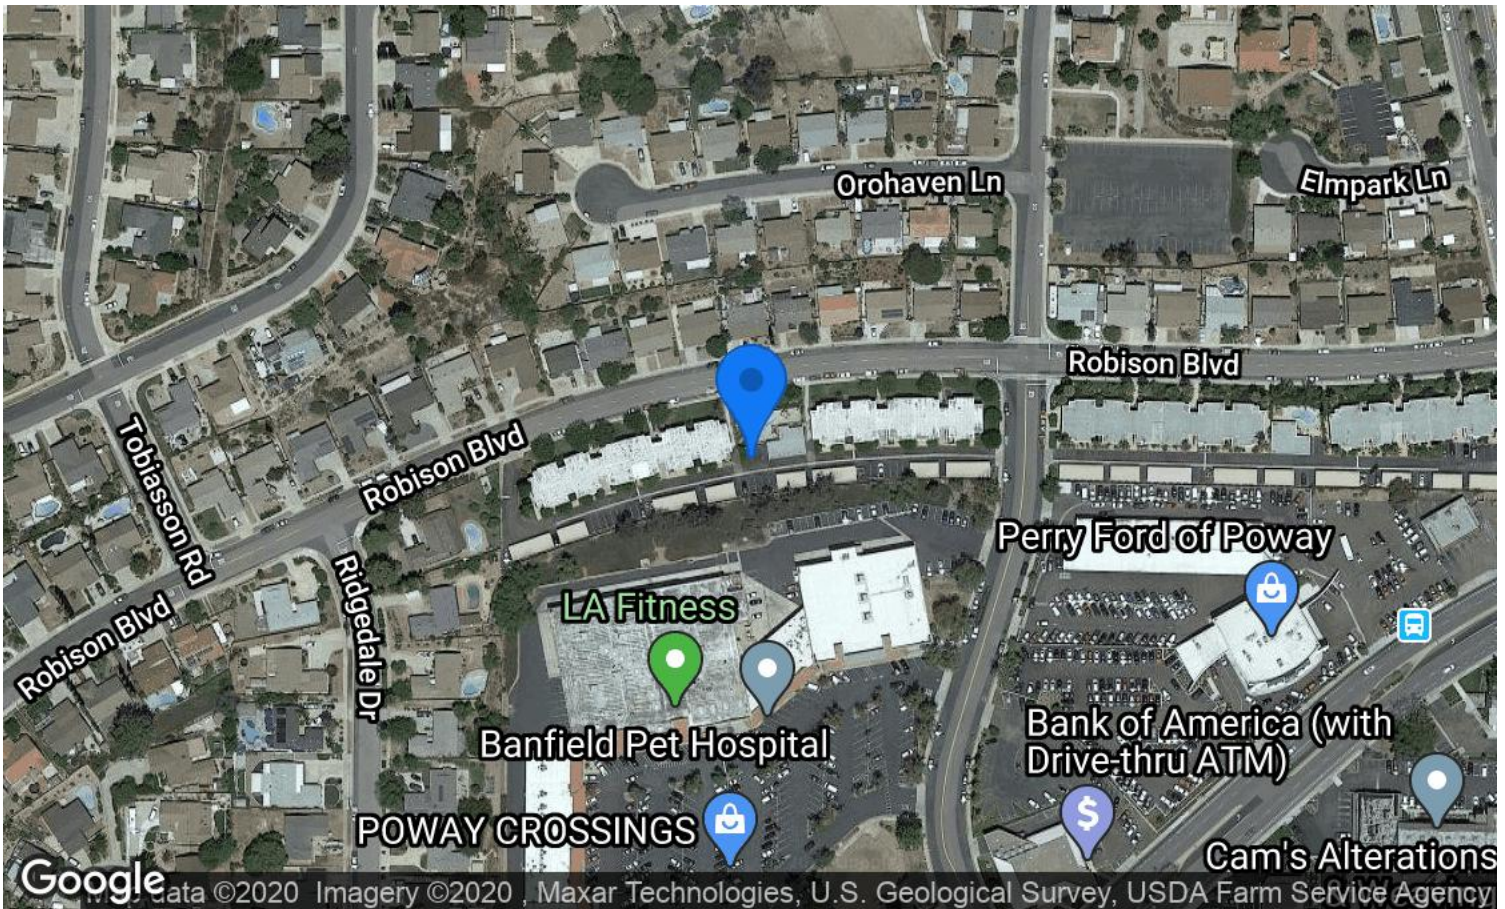 Orohaven Ln
Elmpark Ln
Robison Blvd
Tobiasson Rd
Robison Blvd
Perry Ford of Poway
Robison Blvd
Ridgedale Dr
LA Fitness
Banfield Pet Hospital
Bank of America (with
Drive-thru ATM)
$
POWAY CROSSINGS
Cam's Alterations
Google
data ©2020 Imagery ©2020 , Maxar Technologies, U.S. Geological Survey, USDA Farm Service Agency